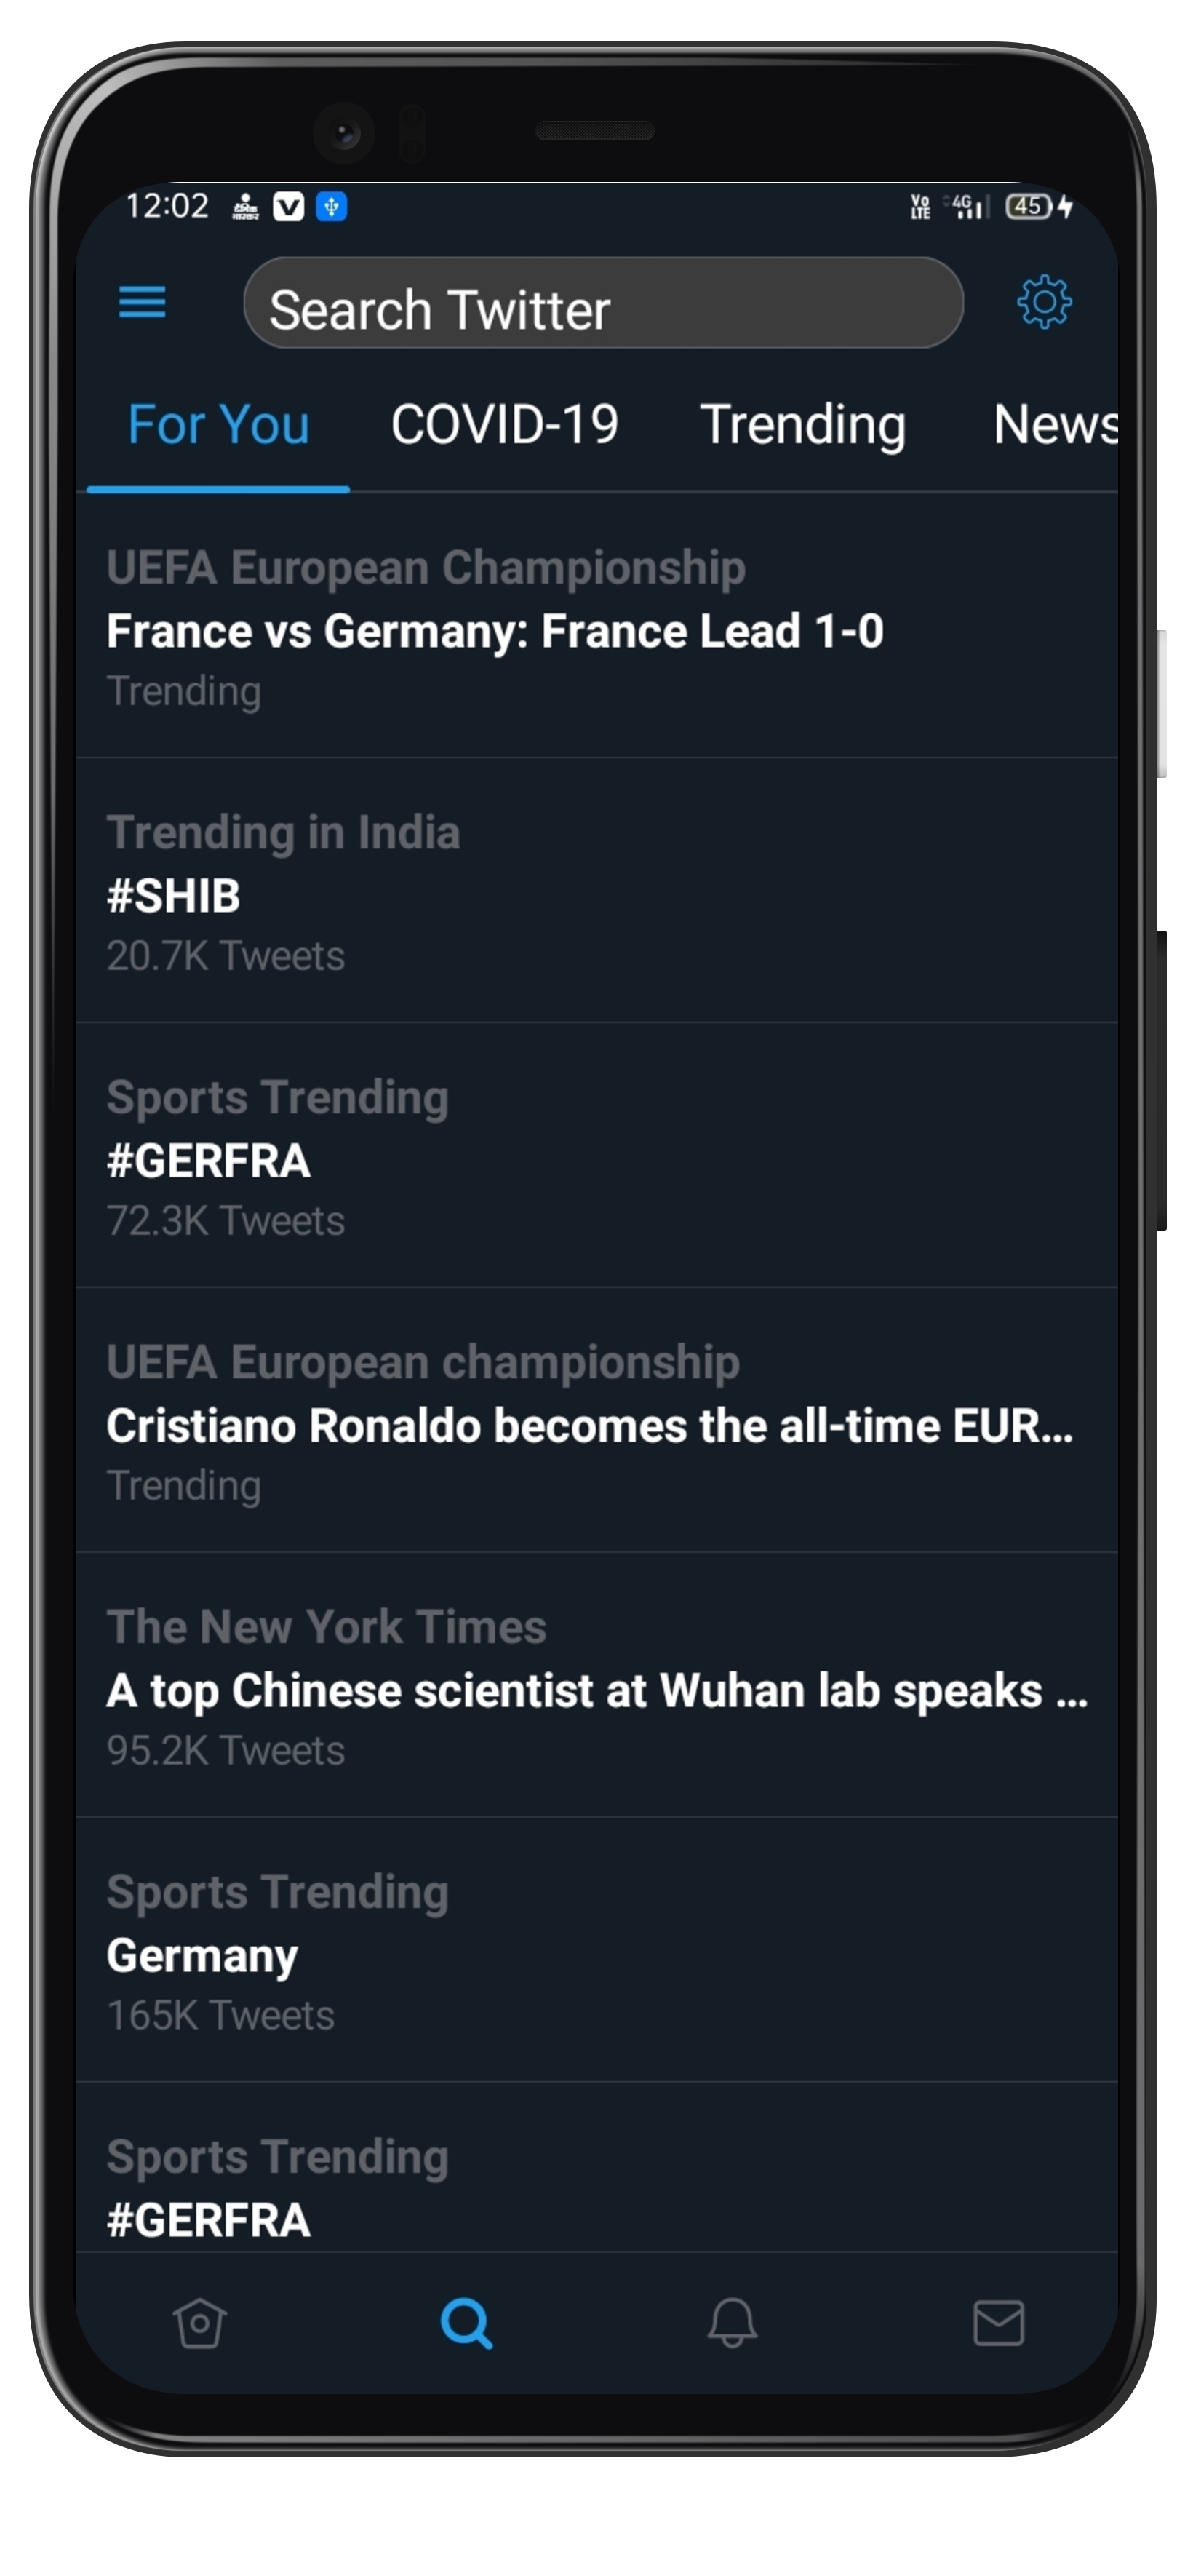 12:02 दैनिक भास्कर V Vo LTE 4G 45
Search Twitter
For You COVID-19 Trending News
UEFA European Championship
France vs Germany: France Lead 1-0
Trending
Trending in India
#SHIB
20.7K Tweets
Sports Trending
#GERFRA
72.3K Tweets
UEFA European championship
Cristiano Ronaldo becomes the all-time EUR...
Trending
The New York Times
A top Chinese scientist at Wuhan lab speaks ...
95.2K Tweets
Sports Trending
Germany
165K Tweets
Sports Trending
#GERFRA